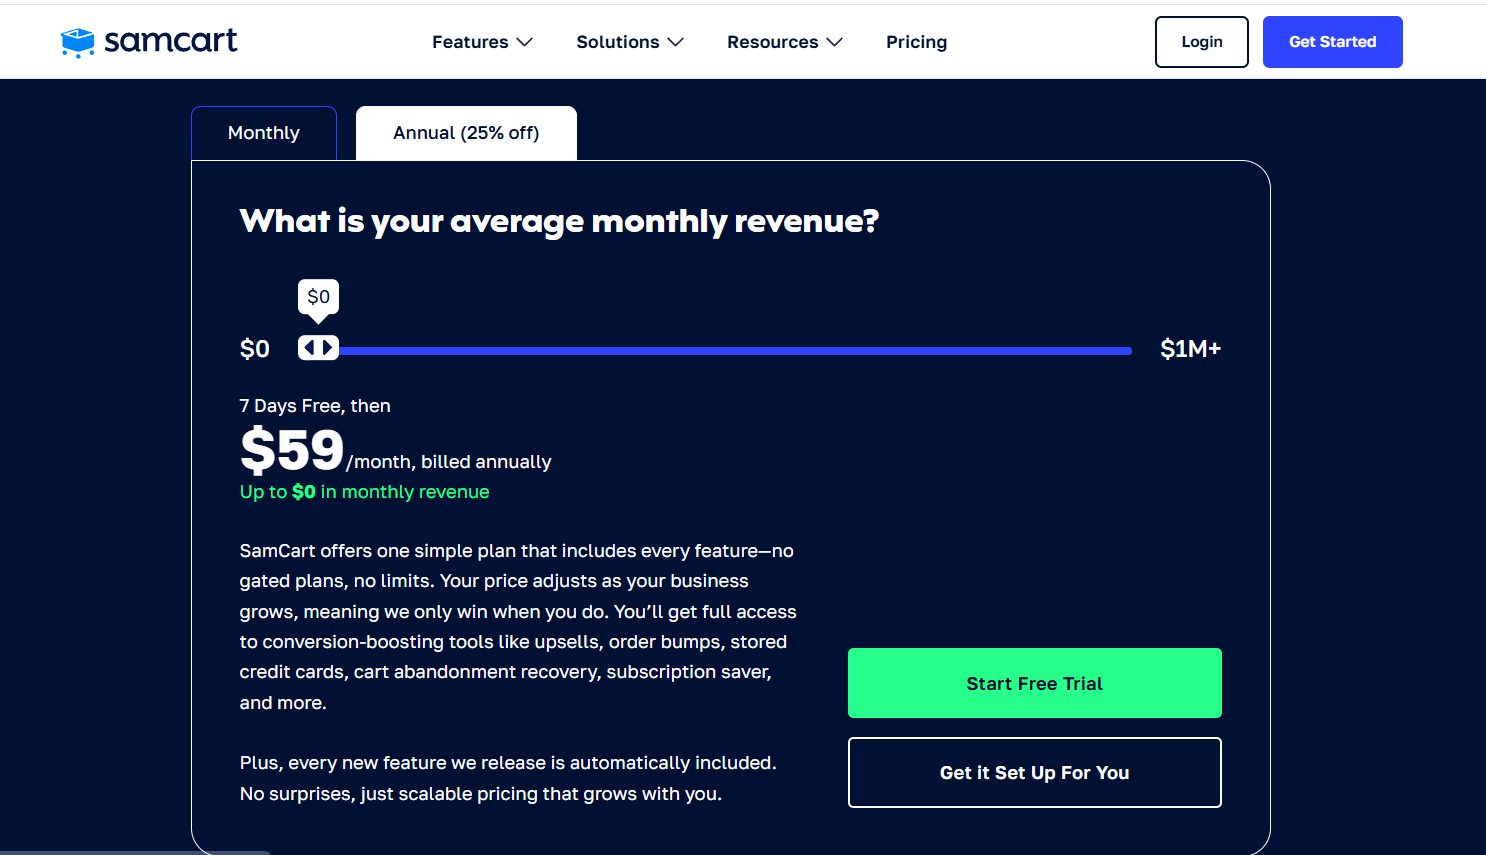 samcart
Features
Solutions
Resources
Pricing
Login
Get Started
Monthly
Annual (25% off)
What is your average monthly revenue?
$0
$0
$1M+
7 Days Free, then
$59/month, billed annually
Up to $0 in monthly revenue
SamCart offers one simple plan that includes every feature—no
gated plans, no limits. Your price adjusts as your business
grows, meaning we only win when you do. You’ll get full access
to conversion-boosting tools like upsells, order bumps, stored
credit cards, cart abandonment recovery, subscription saver,
and more.
Plus, every new feature we release is automatically included.
No surprises, just scalable pricing that grows with you.
Start Free Trial
Get it Set Up For You